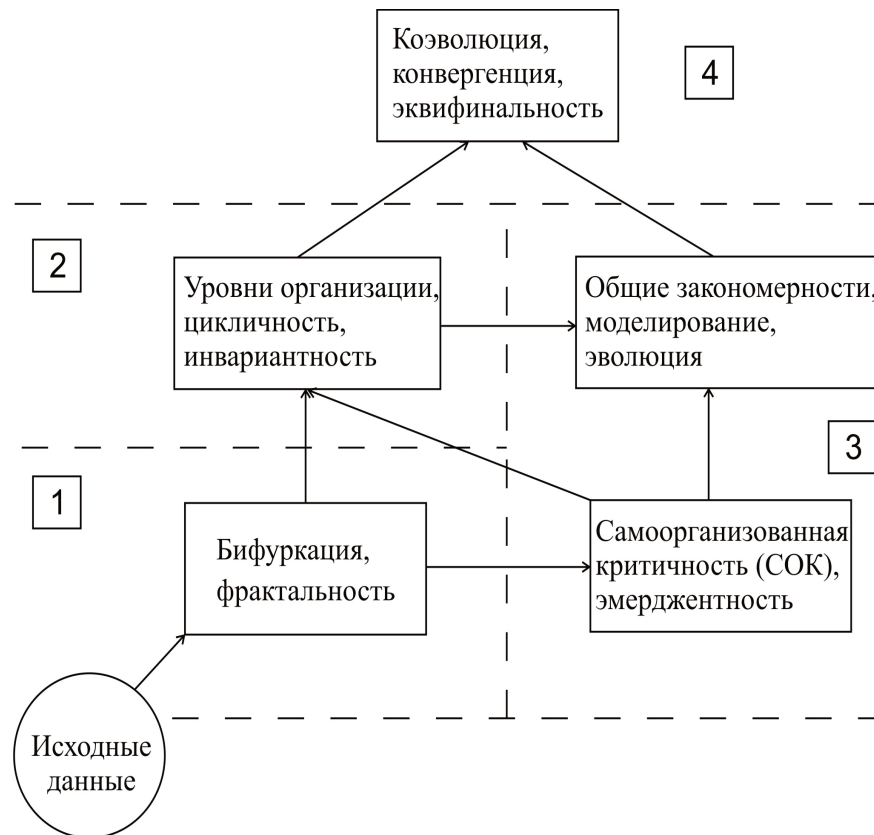 Коэволюция,
конвергенция,
эквифинальность
4
2
Уровни организации,
цикличность,
инвариантность
Общие закономерности,
моделирование,
эволюция
3
1
Бифуркация,
фрактальность
Самоорганизованная
критичность (СОК),
эмерджентность
Исходные
данные